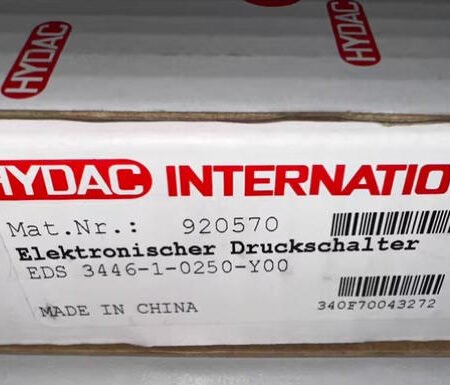 HYDAC
HYDAC
HYDAC INTERNATIO
Mat.Nr.: 920570
Elektronischer Druckschalter
EDS 3446-1-0250-Y00
MADE IN CHINA
340F70043272